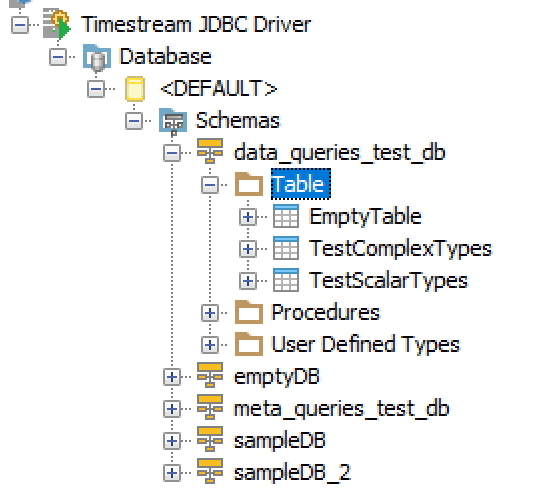 Timestream JDBC Driver
Database
<DEFAULT>
Schemas
data_queries_test_db
Table
EmptyTable
TestComplexTypes
TestScalarTypes
Procedures
User Defined Types
emptyDB
meta_queries_test_db
sampleDB
sampleDB_2